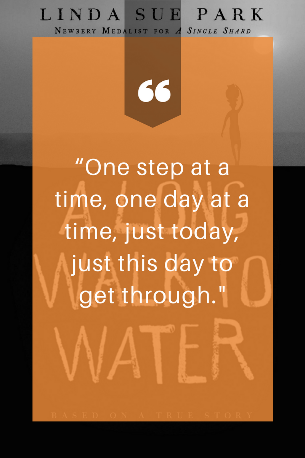 LINDA SUE PARK
NEWBERY MEDALIST FOR A SINGLE SHARD
“
“One step at a
time, one day at a
time, just today,
just this day to
get through."
A LONG
WALK TO
WATER
BASED ON A TRUE STORY